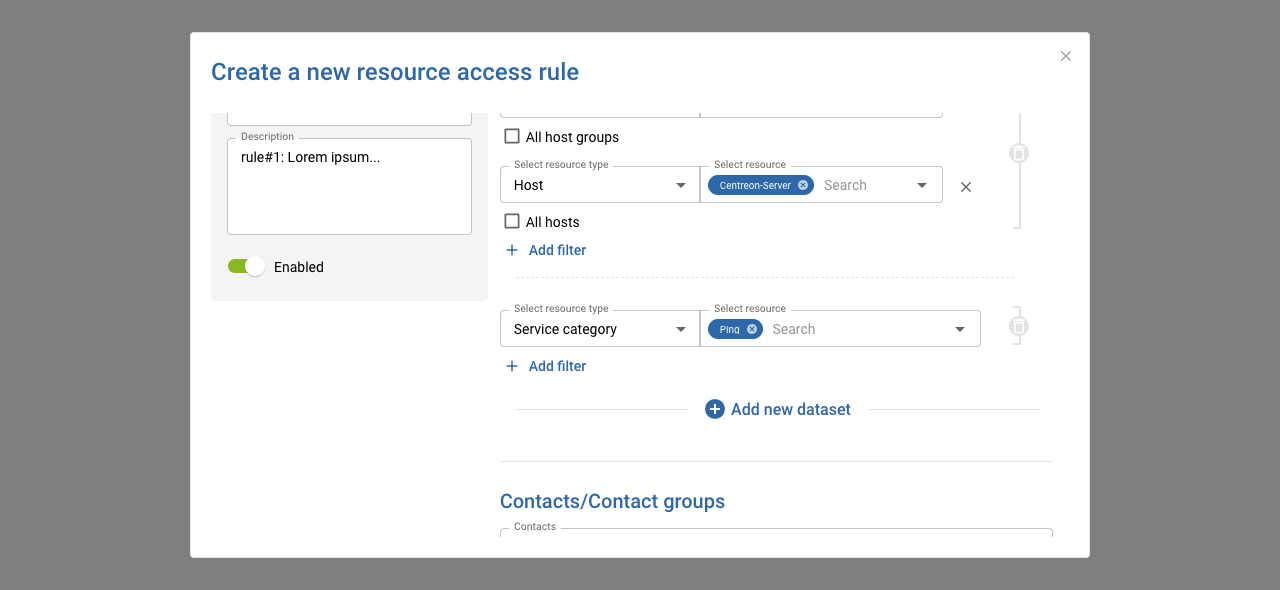 Create a new resource access rule
Description
rule#1: Lorem ipsum...
Enabled
All host groups
Select resource type
Select resource
Host
Centreon-Server
Search
All hosts
Add filter
Select resource type
Select resource
Service category
Ping
Search
Add filter
Add new dataset
Contacts/Contact groups
Contacts